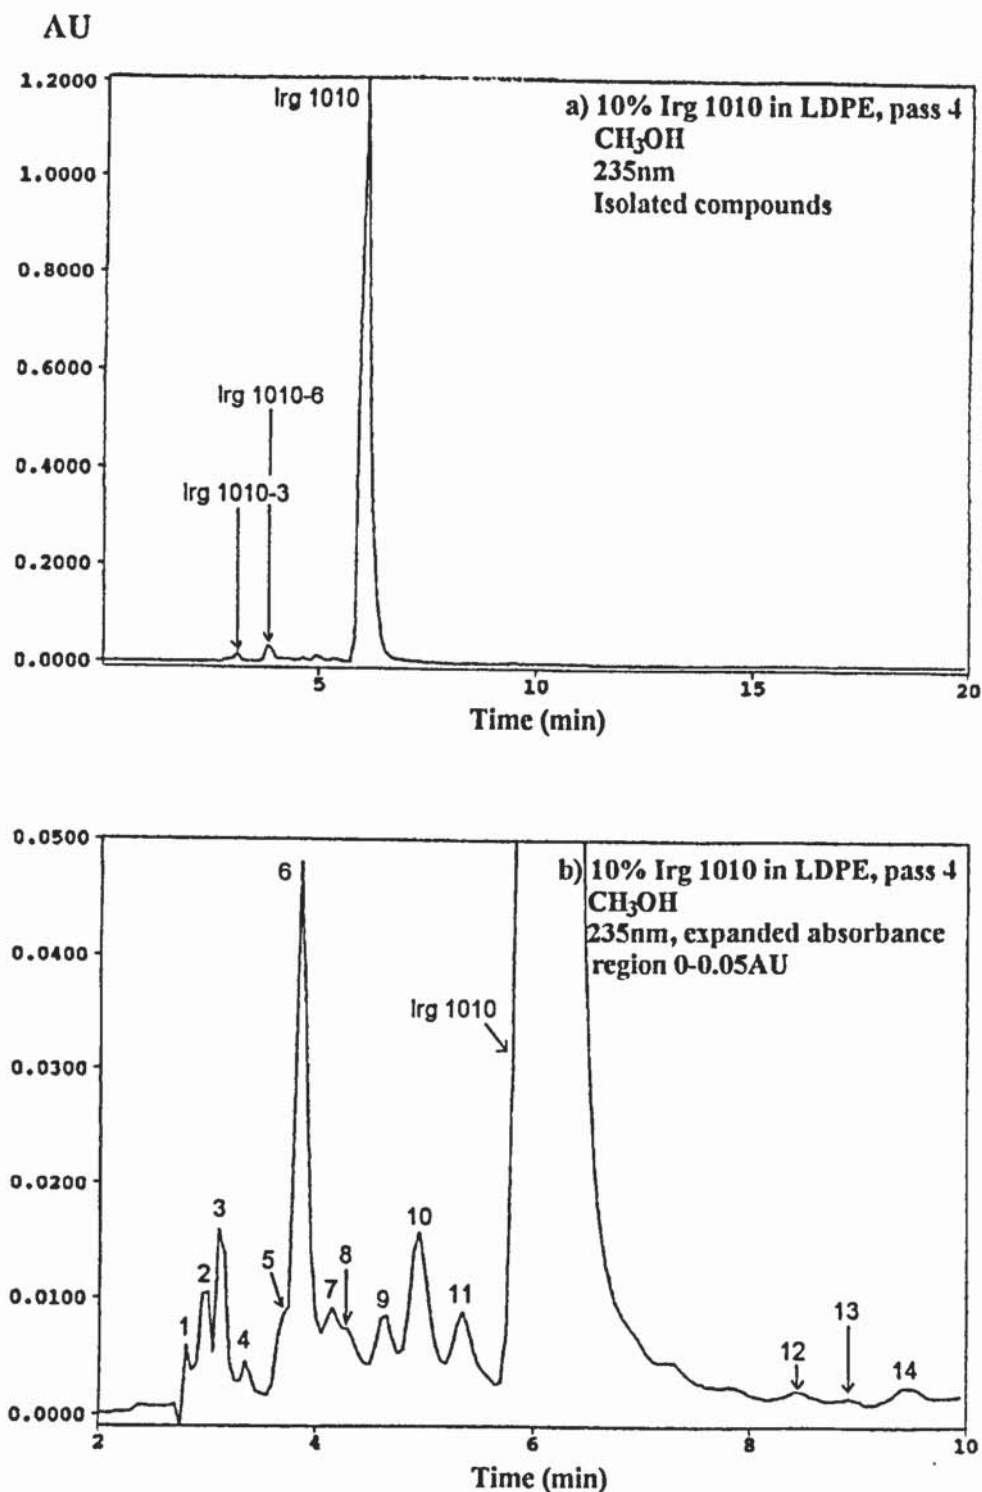 AU
1.2000
1.0000
0.8000
0.6000
0.4000
0.2000
0.0000
Irg 1010
a) 10% Irg 1010 in LDPE, pass 4
CH₃OH
235nm
Isolated compounds
Irg 1010-6
Irg 1010-3
5 10 15 20
Time (min)
0.0500
0.0400
0.0300
0.0200
0.0100
0.0000
b) 10% Irg 1010 in LDPE, pass 4
CH₃OH
235nm, expanded absorbance
region 0-0.05AU
Irg 1010
1 2 3 4 5 6 7 8 9 10 11 12 13 14
2 4 6 8 10
Time (min)